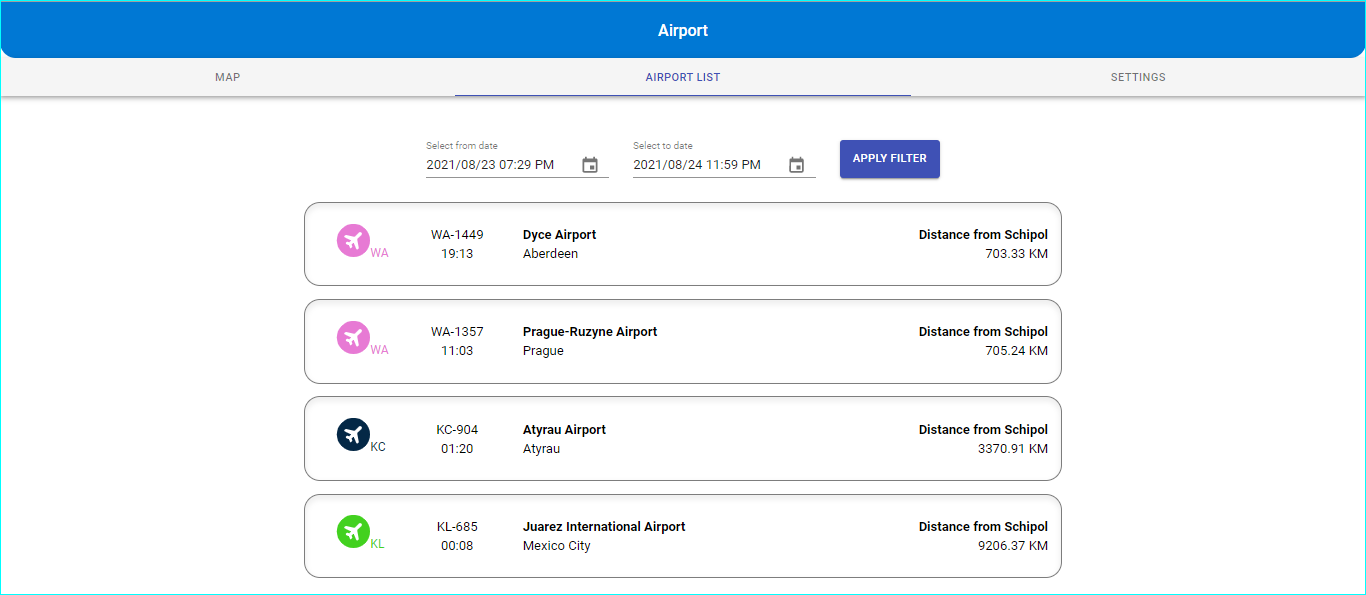 Airport
MAP
AIRPORT LIST
SETTINGS
Select from date
2021/08/23 07:29 PM
Select to date
2021/08/24 11:59 PM
APPLY FILTER
WA
WA-1449
19:13
Dyce Airport
Aberdeen
Distance from Schipol
703.33 KM
WA
WA-1357
11:03
Prague-Ruzyne Airport
Prague
Distance from Schipol
705.24 KM
KC
KC-904
01:20
Atyrau Airport
Atyrau
Distance from Schipol
3370.91 KM
KL
KL-685
00:08
Juarez International Airport
Mexico City
Distance from Schipol
9206.37 KM